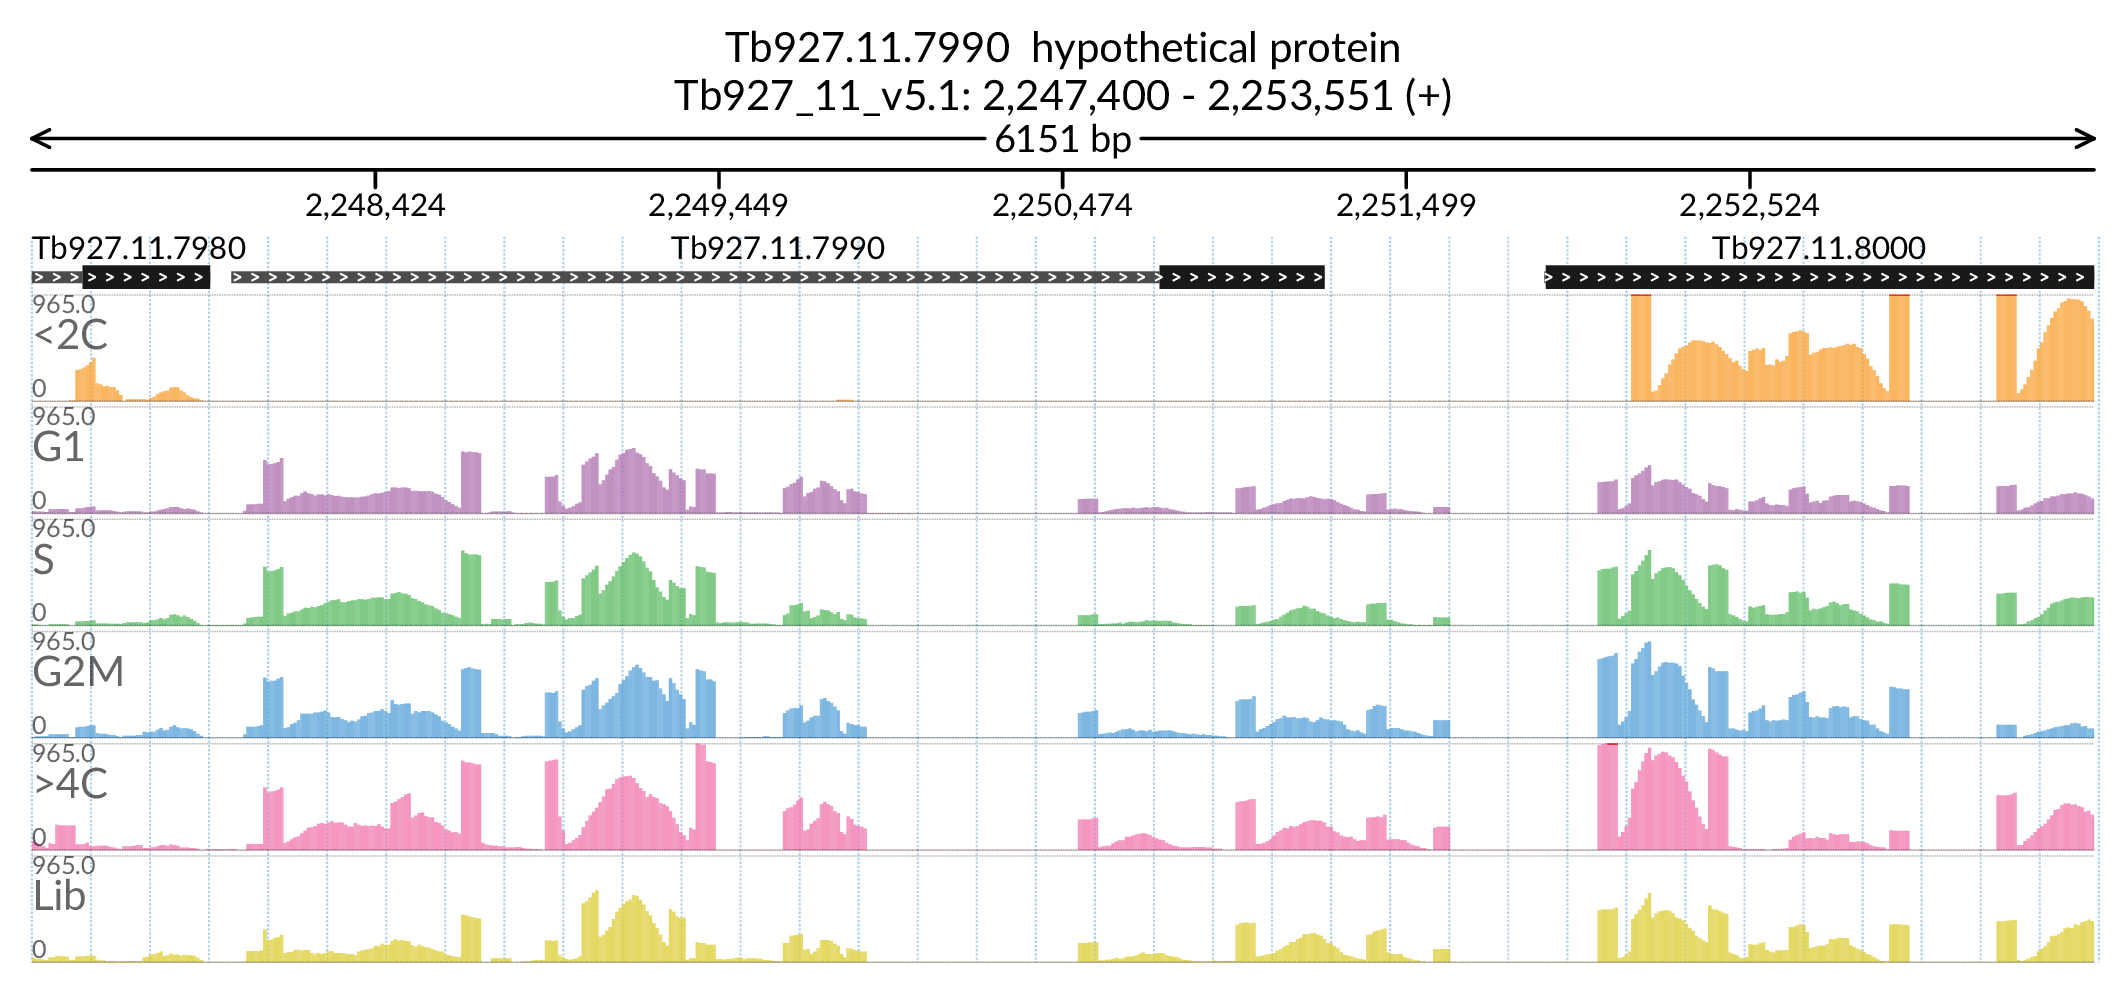 Tb927.11.7990  hypothetical protein
Tb927_11_v5.1: 2,247,400 - 2,253,551 (+)
6151 bp
2,248,424 2,249,449 2,250,474 2,251,499 2,252,524
Tb927.11.7980 Tb927.11.7990 Tb927.11.8000
965.0
<2C
0
965.0
G1
0
965.0
S
0
965.0
G2M
0
965.0
>4C
0
965.0
Lib
0